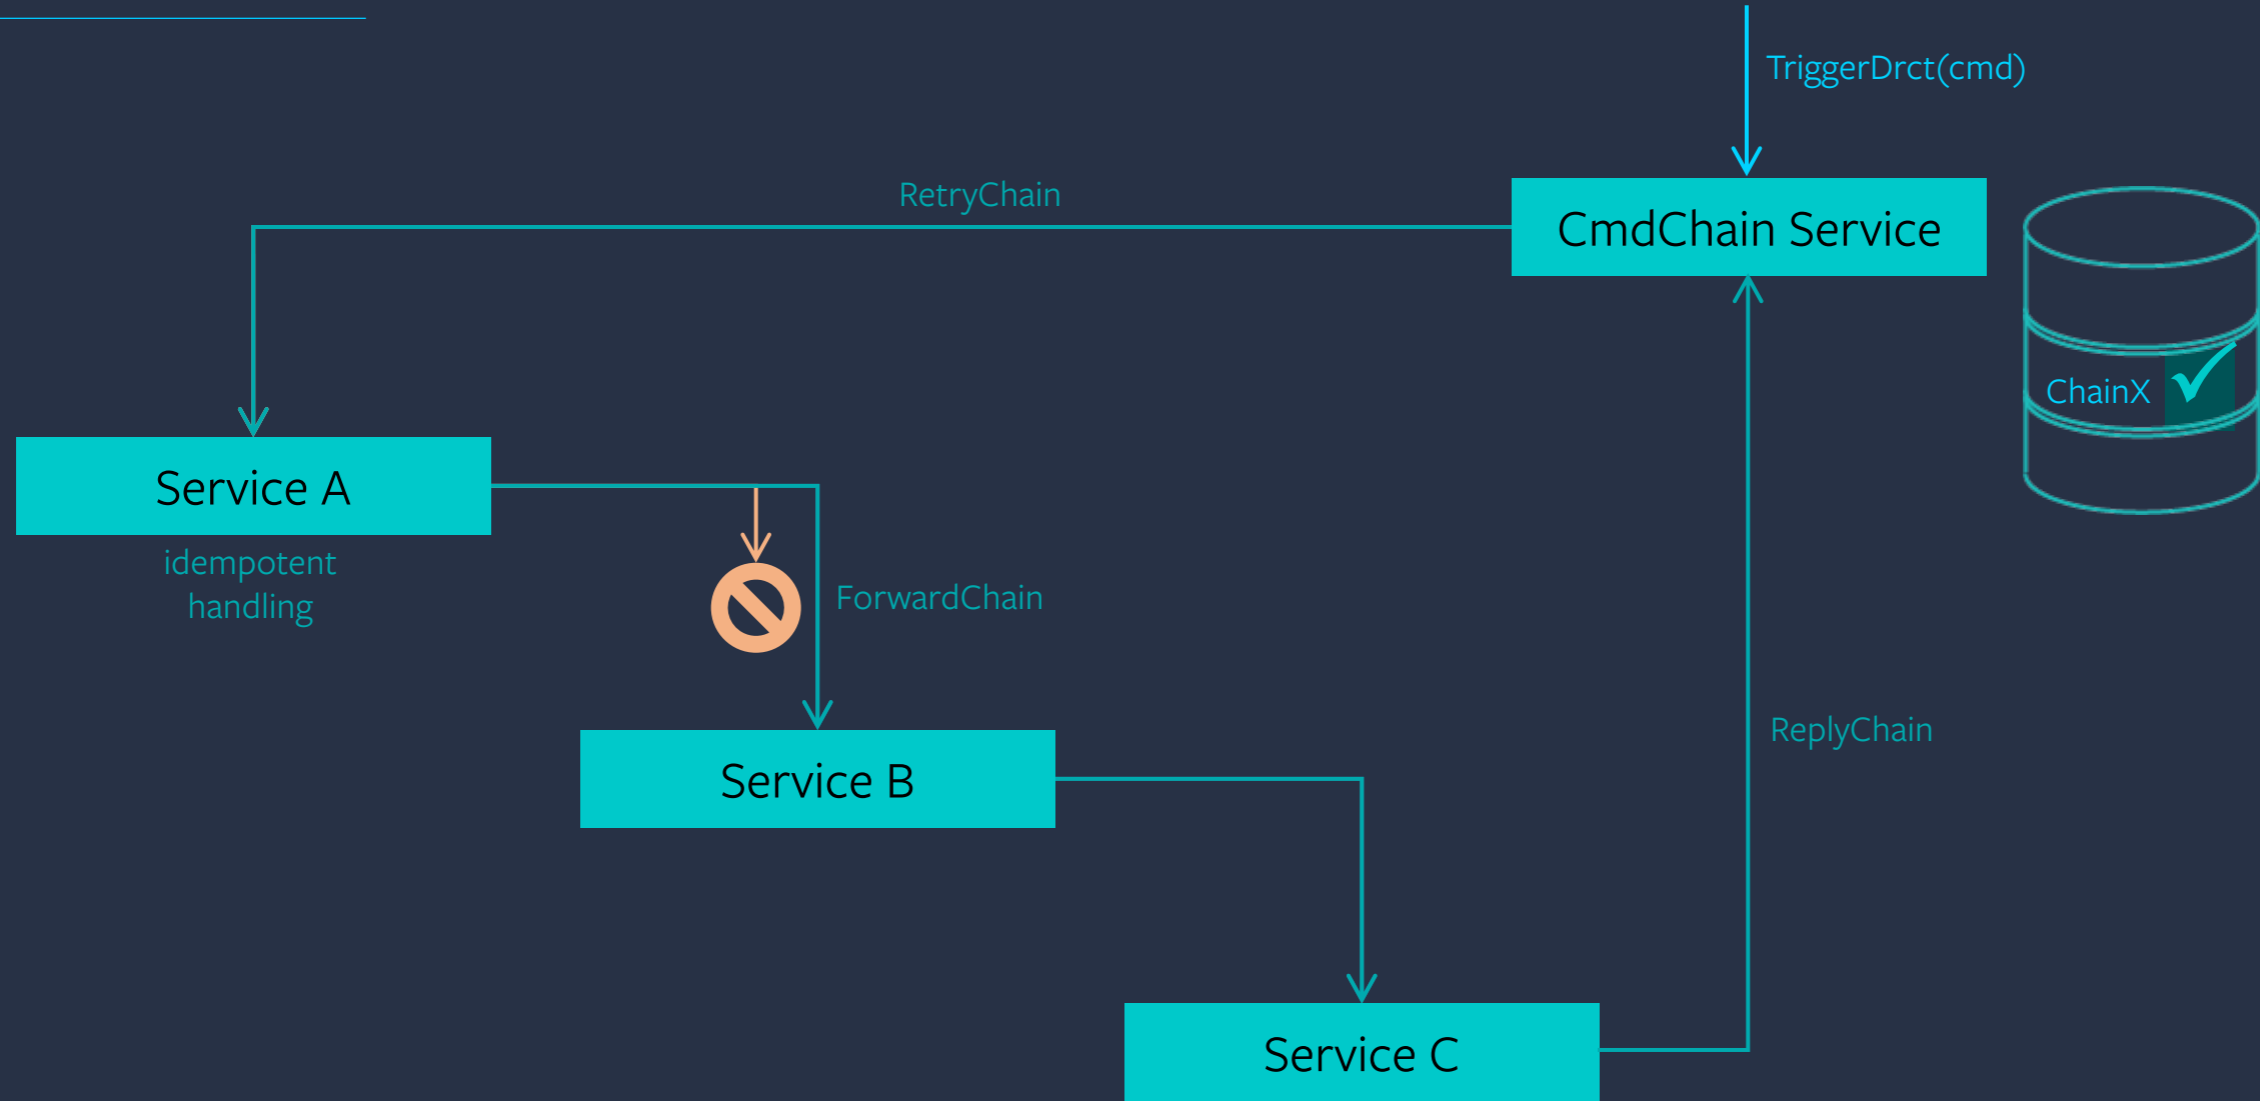 TriggerDrct(cmd)
RetryChain
CmdChain Service
ChainX
Service A
idempotent
handling
ForwardChain
Service B
ReplyChain
Service C